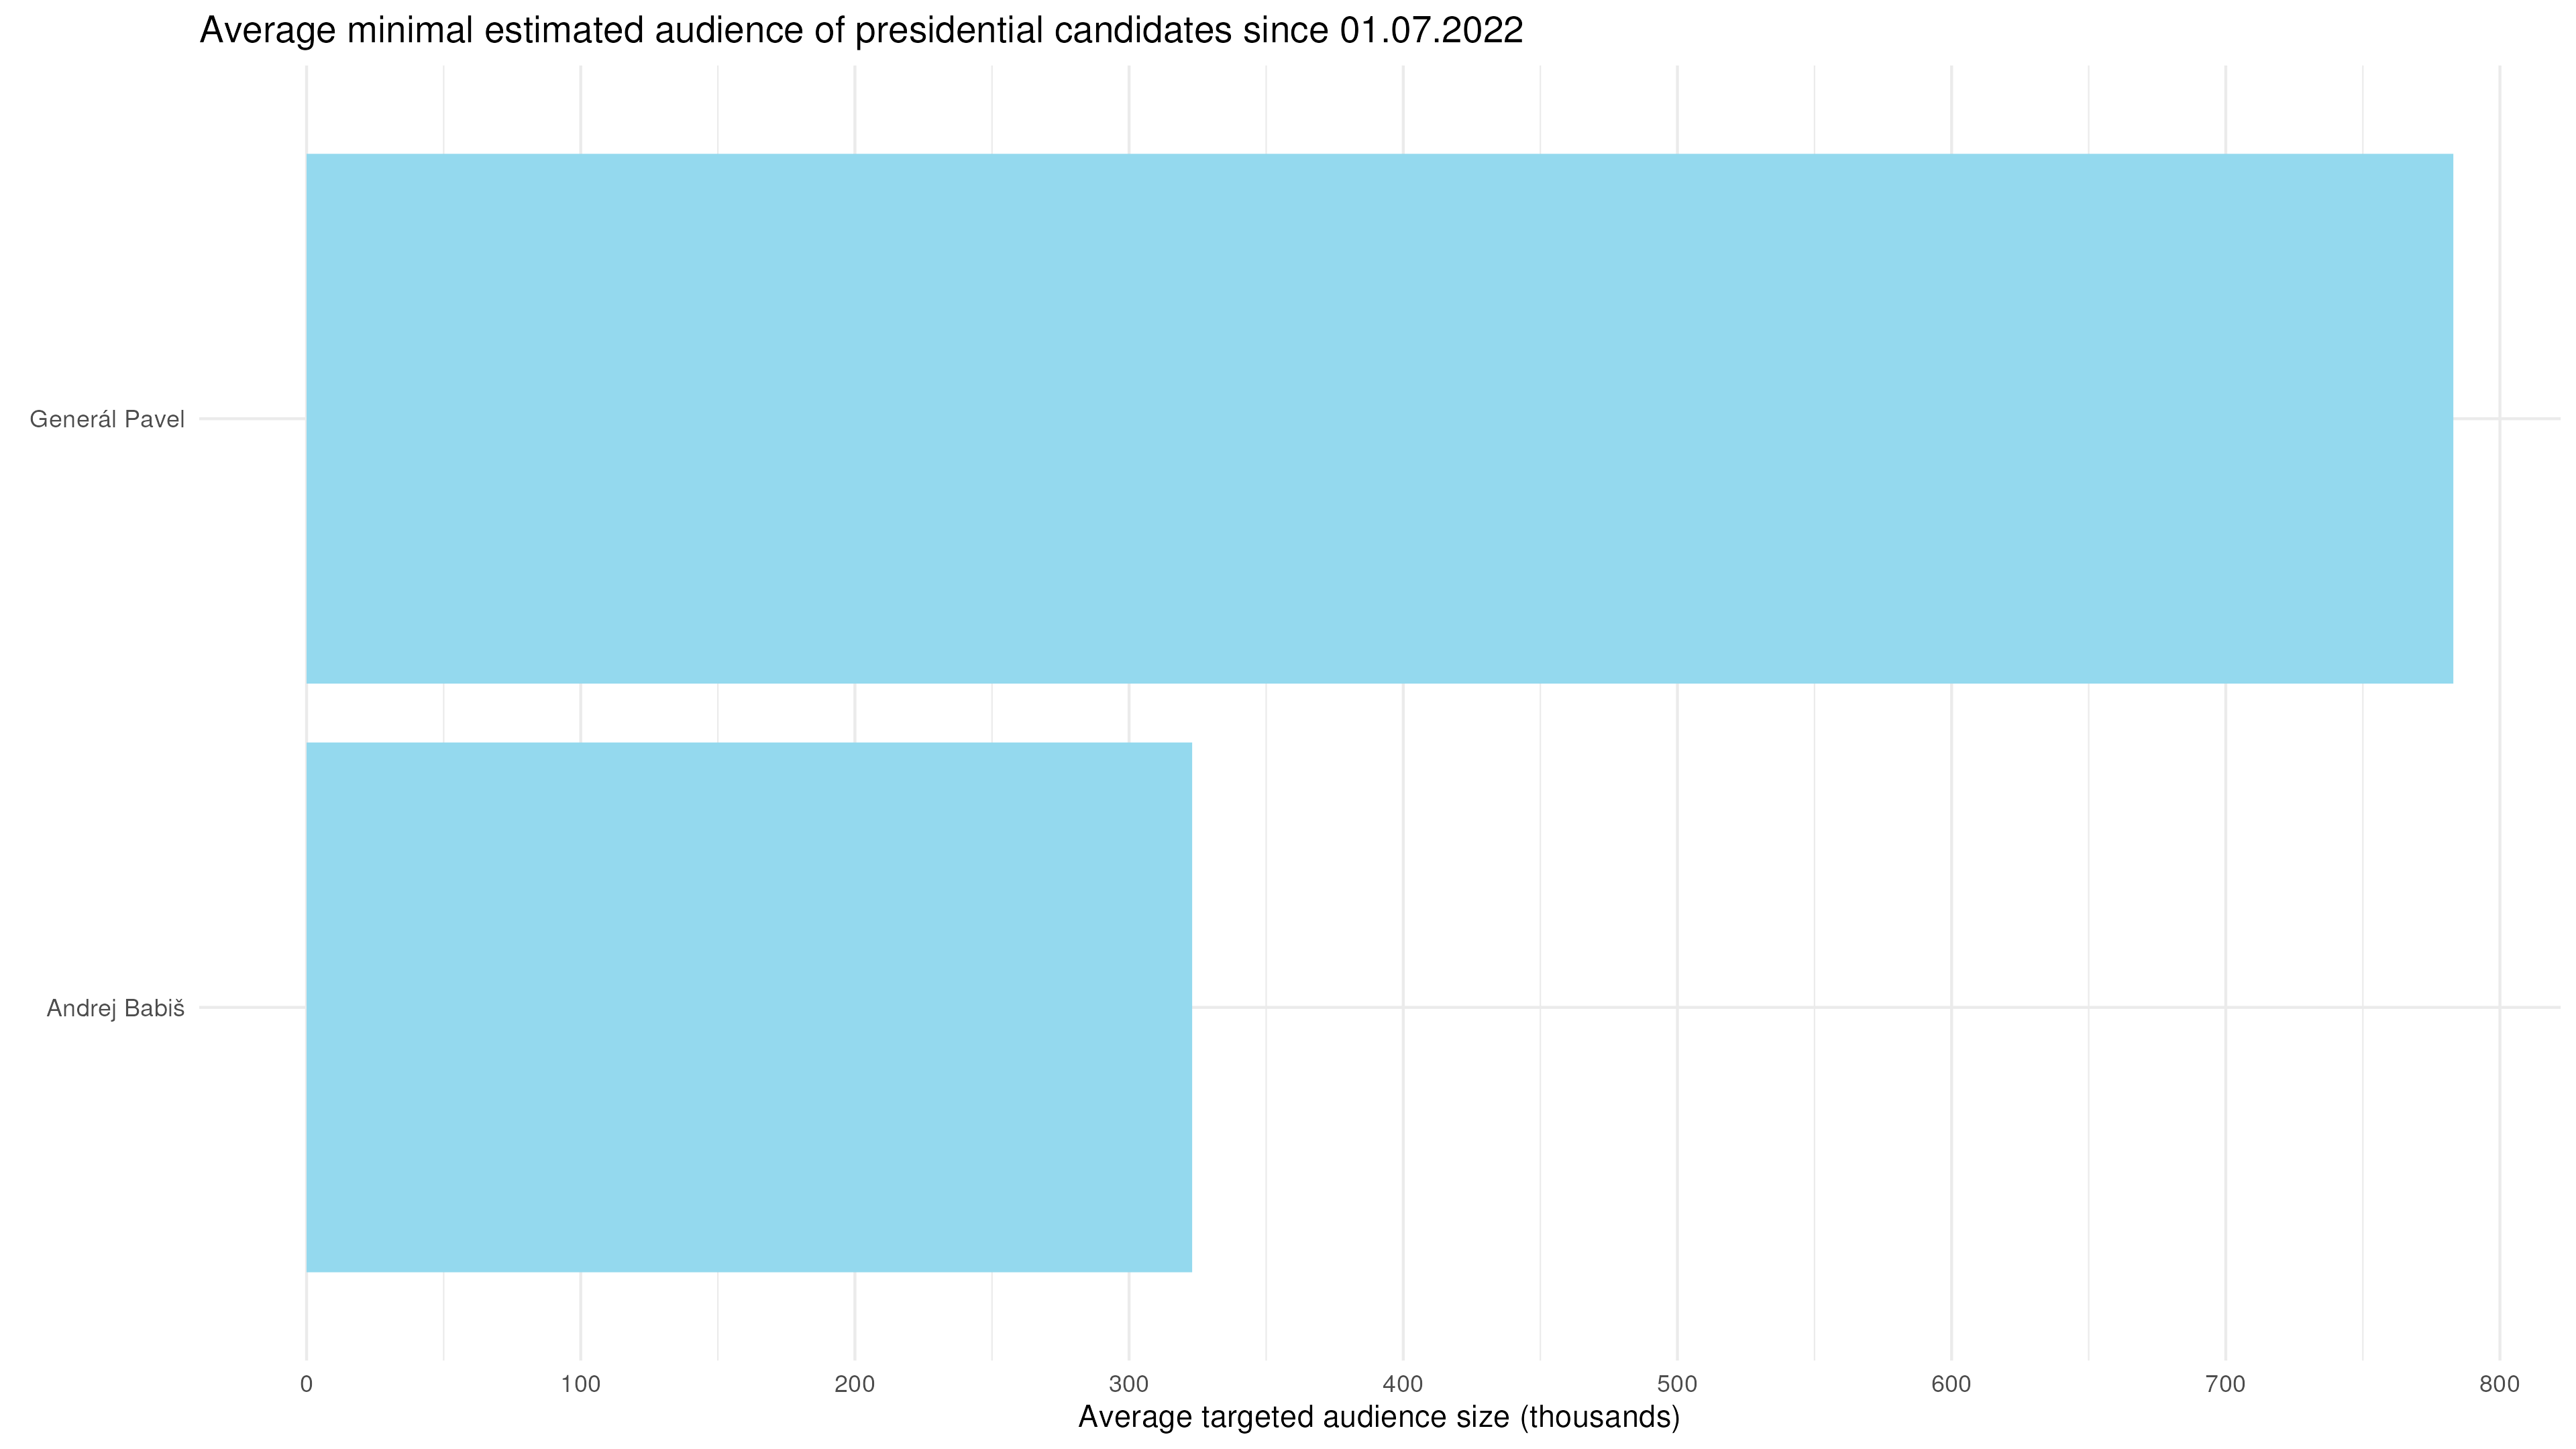 Average minimal estimated audience of presidential candidates since 01.07.2022
Generál Pavel
Andrej Babiš
0 100 200 300 400 500 600 700 800
Average targeted audience size (thousands)